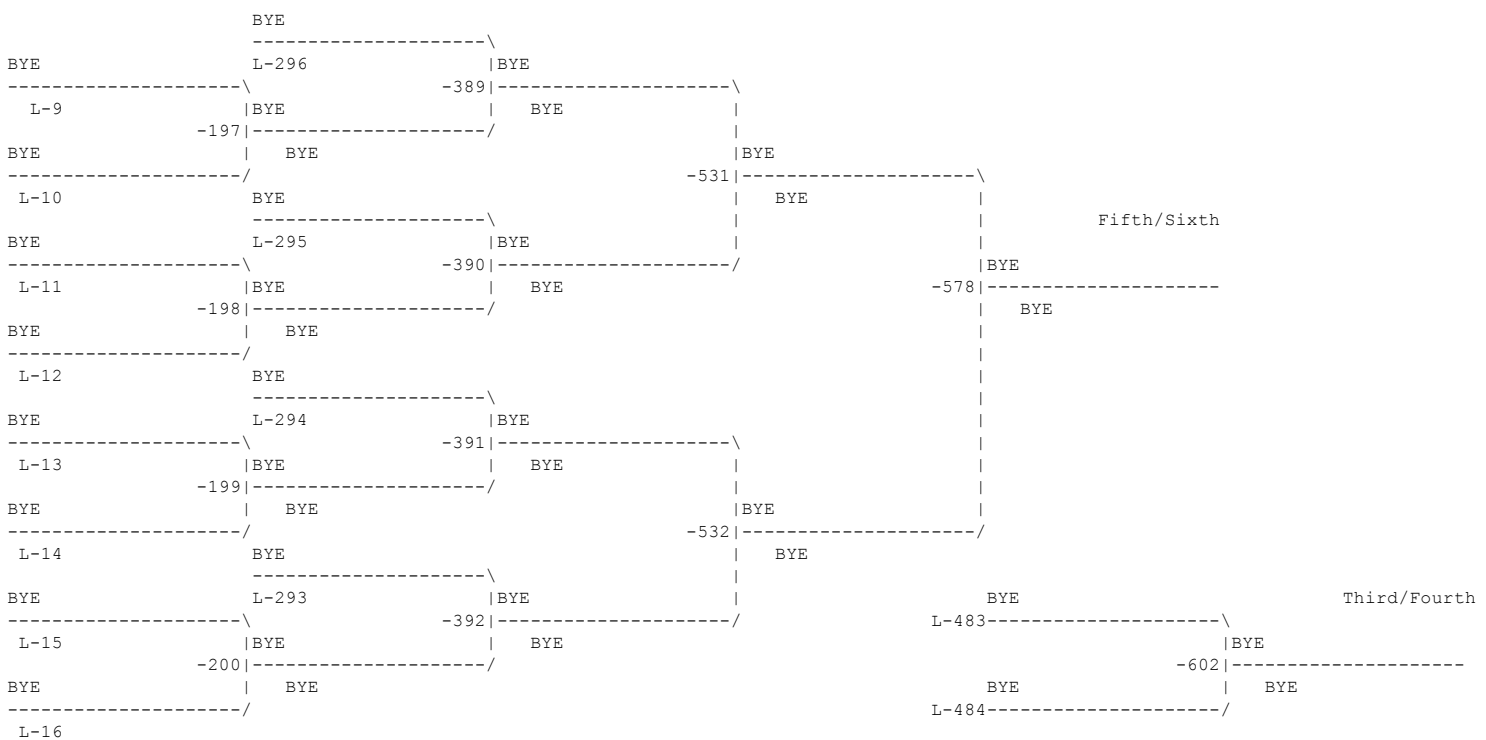 BYE
BYE L-296 BYE
L-9 BYE -389 BYE
-197
BYE BYE BYE
-531
L-10 BYE BYE
Fifth/Sixth
BYE L-295 BYE
-390 BYE
L-11 BYE BYE -578
-198 BYE
BYE BYE
L-12 BYE
BYE L-294 BYE
-391
L-13 BYE BYE
-199
BYE BYE BYE
-532
L-14 BYE BYE
BYE L-293 BYE BYE Third/Fourth
-392 L-483
L-15 BYE BYE BYE
-200 -602
BYE BYE BYE BYE
L-484
L-16